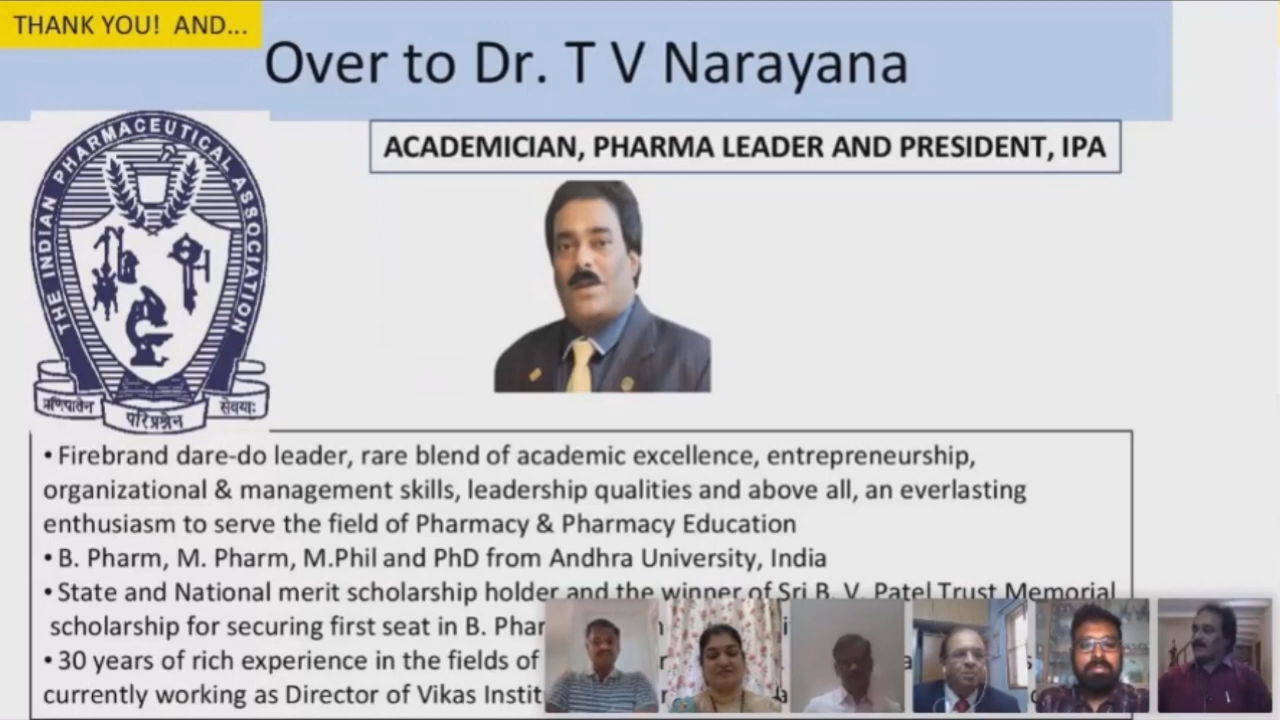 THANK YOU! AND...
Over to Dr. T V Narayana
ACADEMICIAN, PHARMA LEADER AND PRESIDENT, IPA
THE INDIAN PHARMACEUTICAL ASSOCIATION
प्रणिपातेन परिप्रश्नेन सेवया:
• Firebrand dare-do leader, rare blend of academic excellence, entrepreneurship,
organizational & management skills, leadership qualities and above all, an everlasting
enthusiasm to serve the field of Pharmacy & Pharmacy Education
• B. Pharm, M. Pharm, M.Phil and PhD from Andhra University, India
• State and National merit scholarship holder and the winner of Sri B. V. Patel Trust Memorial
scholarship for securing first seat in B.
• 30 years of rich experience in the fields of
currently working as Director of Vikas